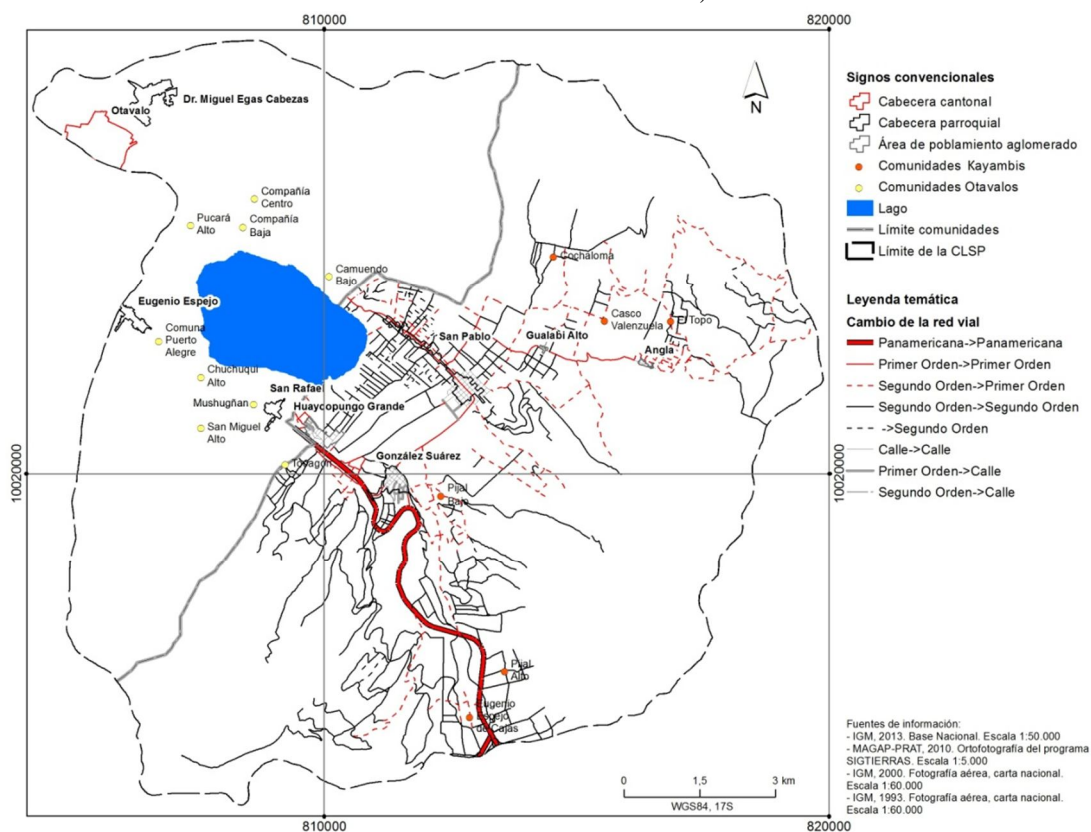 810000
820000
Dr. Miguel Egas Cabezas
Otavalo
N
Compañía
Centro
Pucará
Alto
Compañía
Baja
Camuendo
Bajo
Cochaloma
Eugenio Espejo
Comuna
Puerto
Alegre
Chuchuquí
Alto
San Pablo
Gualabí Alto
Casco
Valenzuela
El Topo
Angla
San Rafael
Mushugñan
Huaycopungo Grande
San Miguel
Alto
Tocagón
González Suárez
Pijal
Bajo
10020000
10020000
Pijal
Alto
Eugenio
Espejo
de Cajas
0 1,5 3 km
WGS84, 17S
810000
820000
Signos convencionales
Cabecera cantonal
Cabecera parroquial
Área de poblamiento aglomerado
Comunidades Kayambis
Comunidades Otavalos
Lago
Límite comunidades
Límite de la CLSP
Leyenda temática
Cambio de la red vial
Panamericana->Panamericana
Primer Orden->Primer Orden
Segundo Orden->Primer Orden
Segundo Orden->Segundo Orden
->Segundo Orden
Calle->Calle
Primer Orden->Calle
Segundo Orden->Calle
Fuentes de información:
- IGM, 2013. Base Nacional. Escala 1:50.000
- MAGAP-PRAT, 2010. Ortofotografía del programa
SIGTIERRAS. Escala 1:5.000
- IGM, 2000. Fotografía aérea, carta nacional.
Escala 1:60.000
- IGM, 1993. Fotografía aérea, carta nacional.
Escala 1:60.000